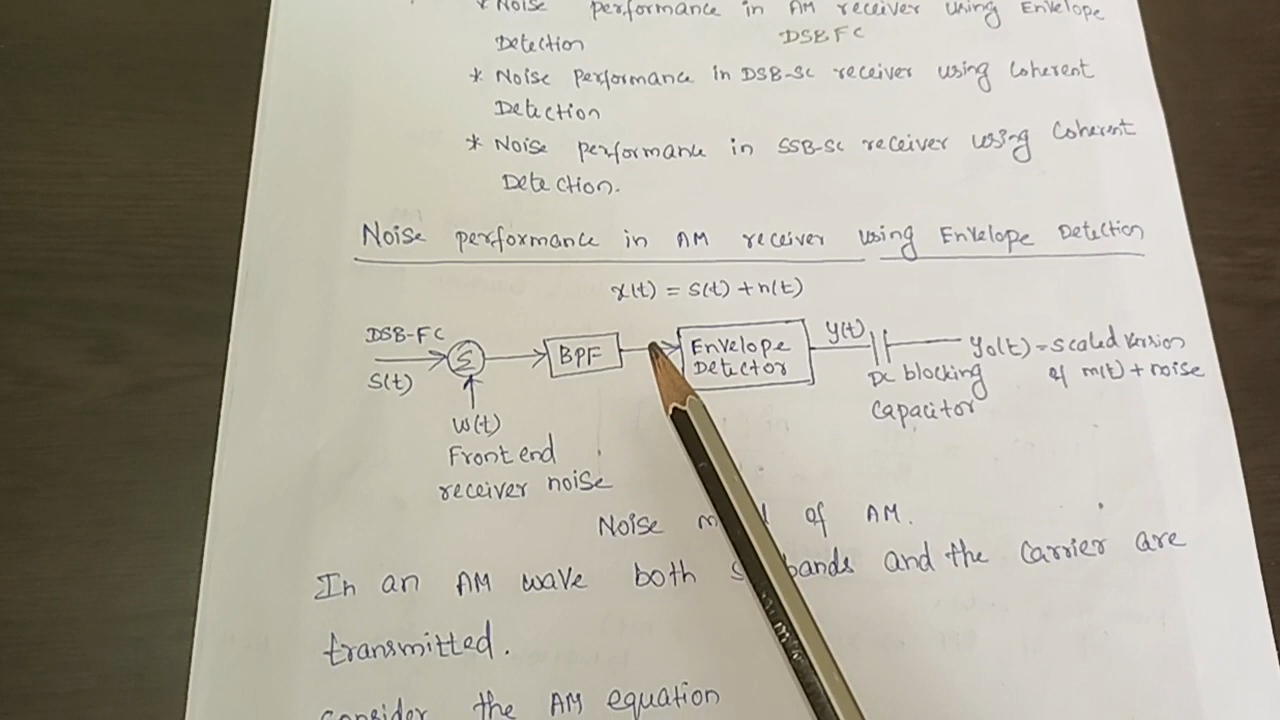 * Noise performance in AM receiver using Envelope
Detection DSBFC
* Noise performance in DSB-SC receiver using Coherent
Detection
* Noise performance in SSB-SC receiver using Coherent
Detection.
Noise performance in AM receiver using Envelope Detection
x(t) = s(t) + n(t)
DSB-FC
S(t)
Σ
BPF
Envelope
Detector
y(t)
DC blocking
capacitor
yo(t) = scaled version
of m(t) + noise
w(t)
Front end
receiver noise
Noise of AM.
In an AM wave both bands and the carrier are
transmitted.
consider the AM equation